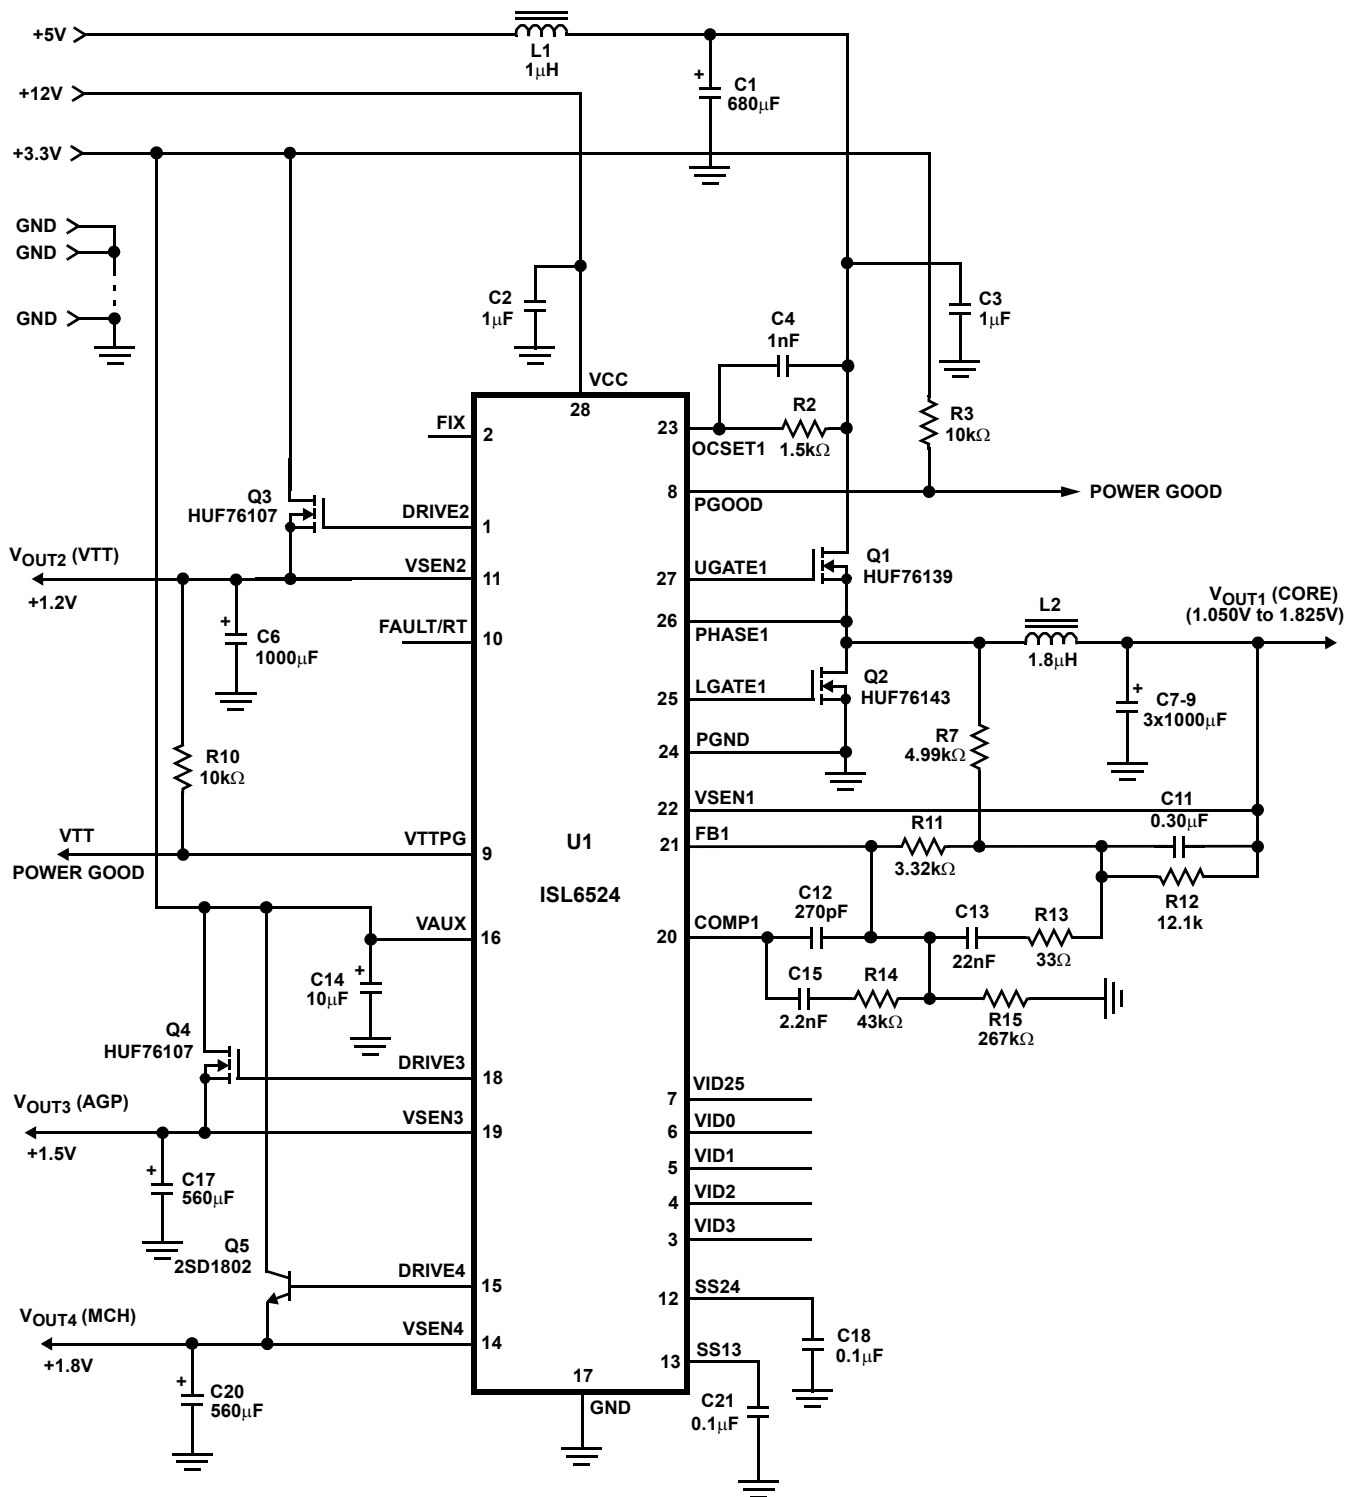 +5V
L1
1μH
+
C1
680μF
+12V
+3.3V
GND
GND
GND
C2
1μF
C3
1μF
C4
1nF
VCC
28
R2
1.5kΩ
R3
10kΩ
FIX
2
23
OCSET1
8
PGOOD
POWER GOOD
Q3
HUF76107
DRIVE2
1
VOUT2 (VTT)
+1.2V
VSEN2
11
27
UGATE1
Q1
HUF76139
+
C6
1000μF
FAULT/RT
10
26
PHASE1
L2
1.8μH
VOUT1 (CORE)
(1.050V to 1.825V)
25
LGATE1
Q2
HUF76143
+
C7-9
3x1000μF
24
PGND
R7
4.99kΩ
R10
10kΩ
22
VSEN1
C11
0.30μF
VTT
POWER GOOD
VTTPG
9
U1
ISL6524
21
FB1
R11
3.32kΩ
R12
12.1k
C12
270pF
VAUX
16
20
COMP1
C13
22nF
R13
33Ω
+
C14
10μF
C15
2.2nF
R14
43kΩ
R15
267kΩ
Q4
HUF76107
DRIVE3
18
VOUT3 (AGP)
+1.5V
VSEN3
19
7
VID25
6
VID0
5
VID1
4
VID2
3
VID3
+
C17
560μF
Q5
2SD1802
DRIVE4
15
12
SS24
C18
0.1μF
VOUT4 (MCH)
+1.8V
VSEN4
14
13
SS13
C21
0.1μF
+
C20
560μF
17
GND